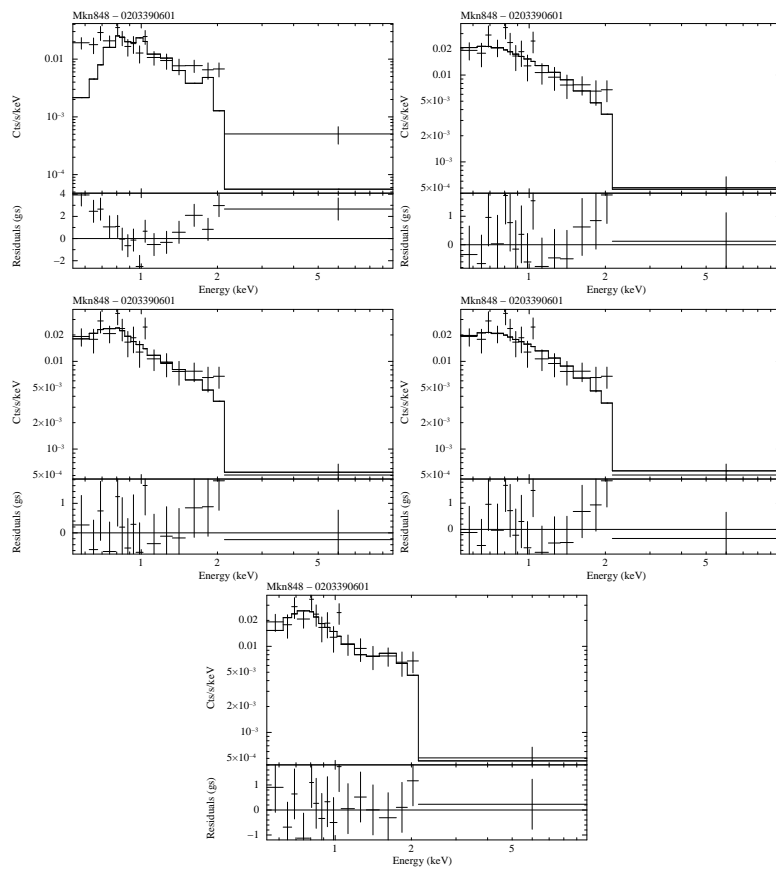 Mkn848 – 0203390601
Cts/s/keV
0.01
10⁻³
10⁻⁴
Residuals (gs)
4
2
0
−2
1
2
5
Energy (keV)
Mkn848 – 0203390601
Cts/s/keV
0.02
0.01
5×10⁻³
2×10⁻³
10⁻³
5×10⁻⁴
Residuals (gs)
1
0
1
2
5
Energy (keV)
Mkn848 – 0203390601
Cts/s/keV
0.02
0.01
5×10⁻³
2×10⁻³
10⁻³
5×10⁻⁴
Residuals (gs)
1
0
1
2
5
Energy (keV)
Mkn848 – 0203390601
Cts/s/keV
0.02
0.01
5×10⁻³
2×10⁻³
10⁻³
5×10⁻⁴
Residuals (gs)
1
0
1
2
5
Energy (keV)
Mkn848 – 0203390601
Cts/s/keV
0.02
0.01
5×10⁻³
2×10⁻³
10⁻³
5×10⁻⁴
Residuals (gs)
1
0
−1
1
2
5
Energy (keV)